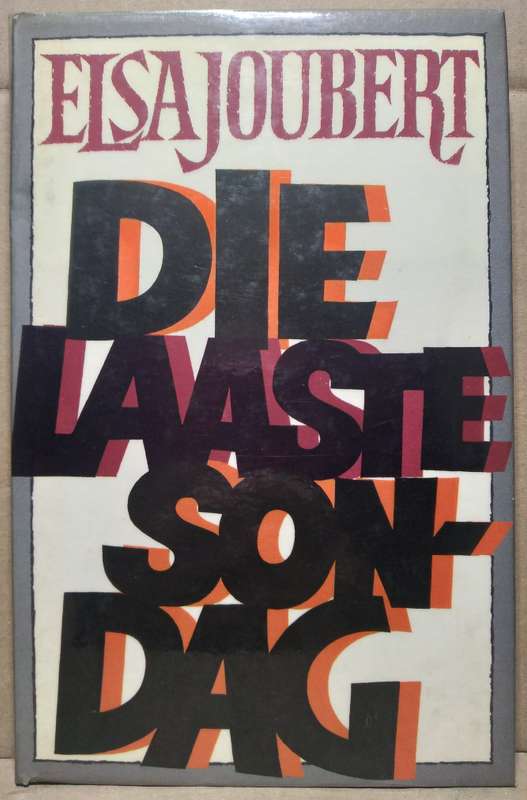 ELSA JOUBERT
DIE
LAASTE
SON-
DAG